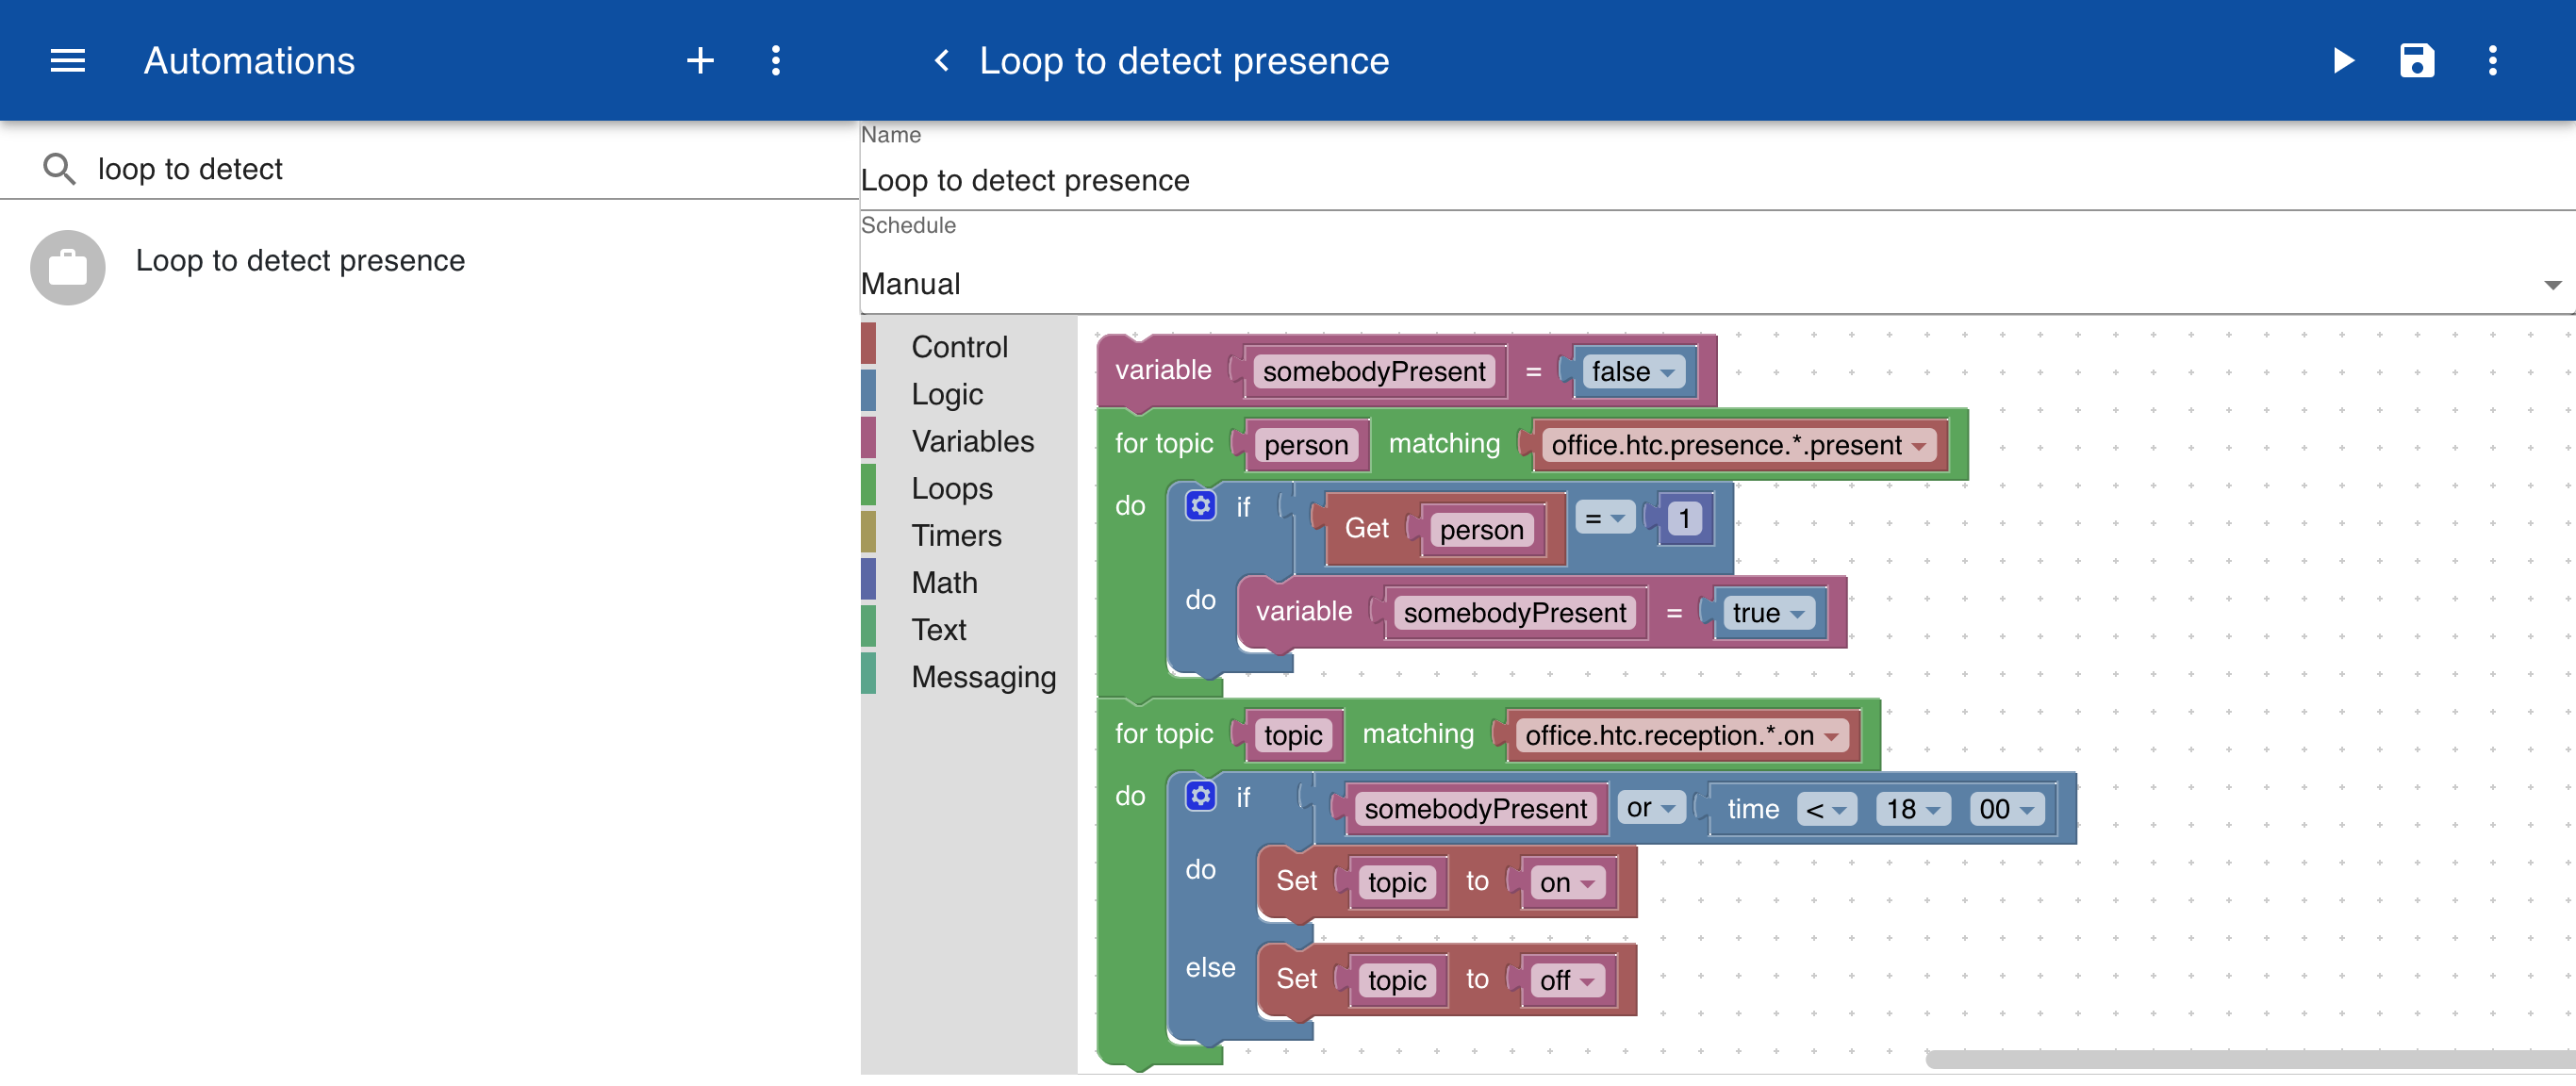 Automations
Loop to detect presence
loop to detect
Loop to detect presence
Name
Loop to detect presence
Schedule
Manual
Control
Logic
Variables
Loops
Timers
Math
Text
Messaging
variable somebodyPresent = false
for topic person matching office.htc.presence.*.present
do if Get person = 1
do variable somebodyPresent = true
for topic topic matching office.htc.reception.*.on
do if somebodyPresent or time < 18 00
do Set topic to on
else Set topic to off